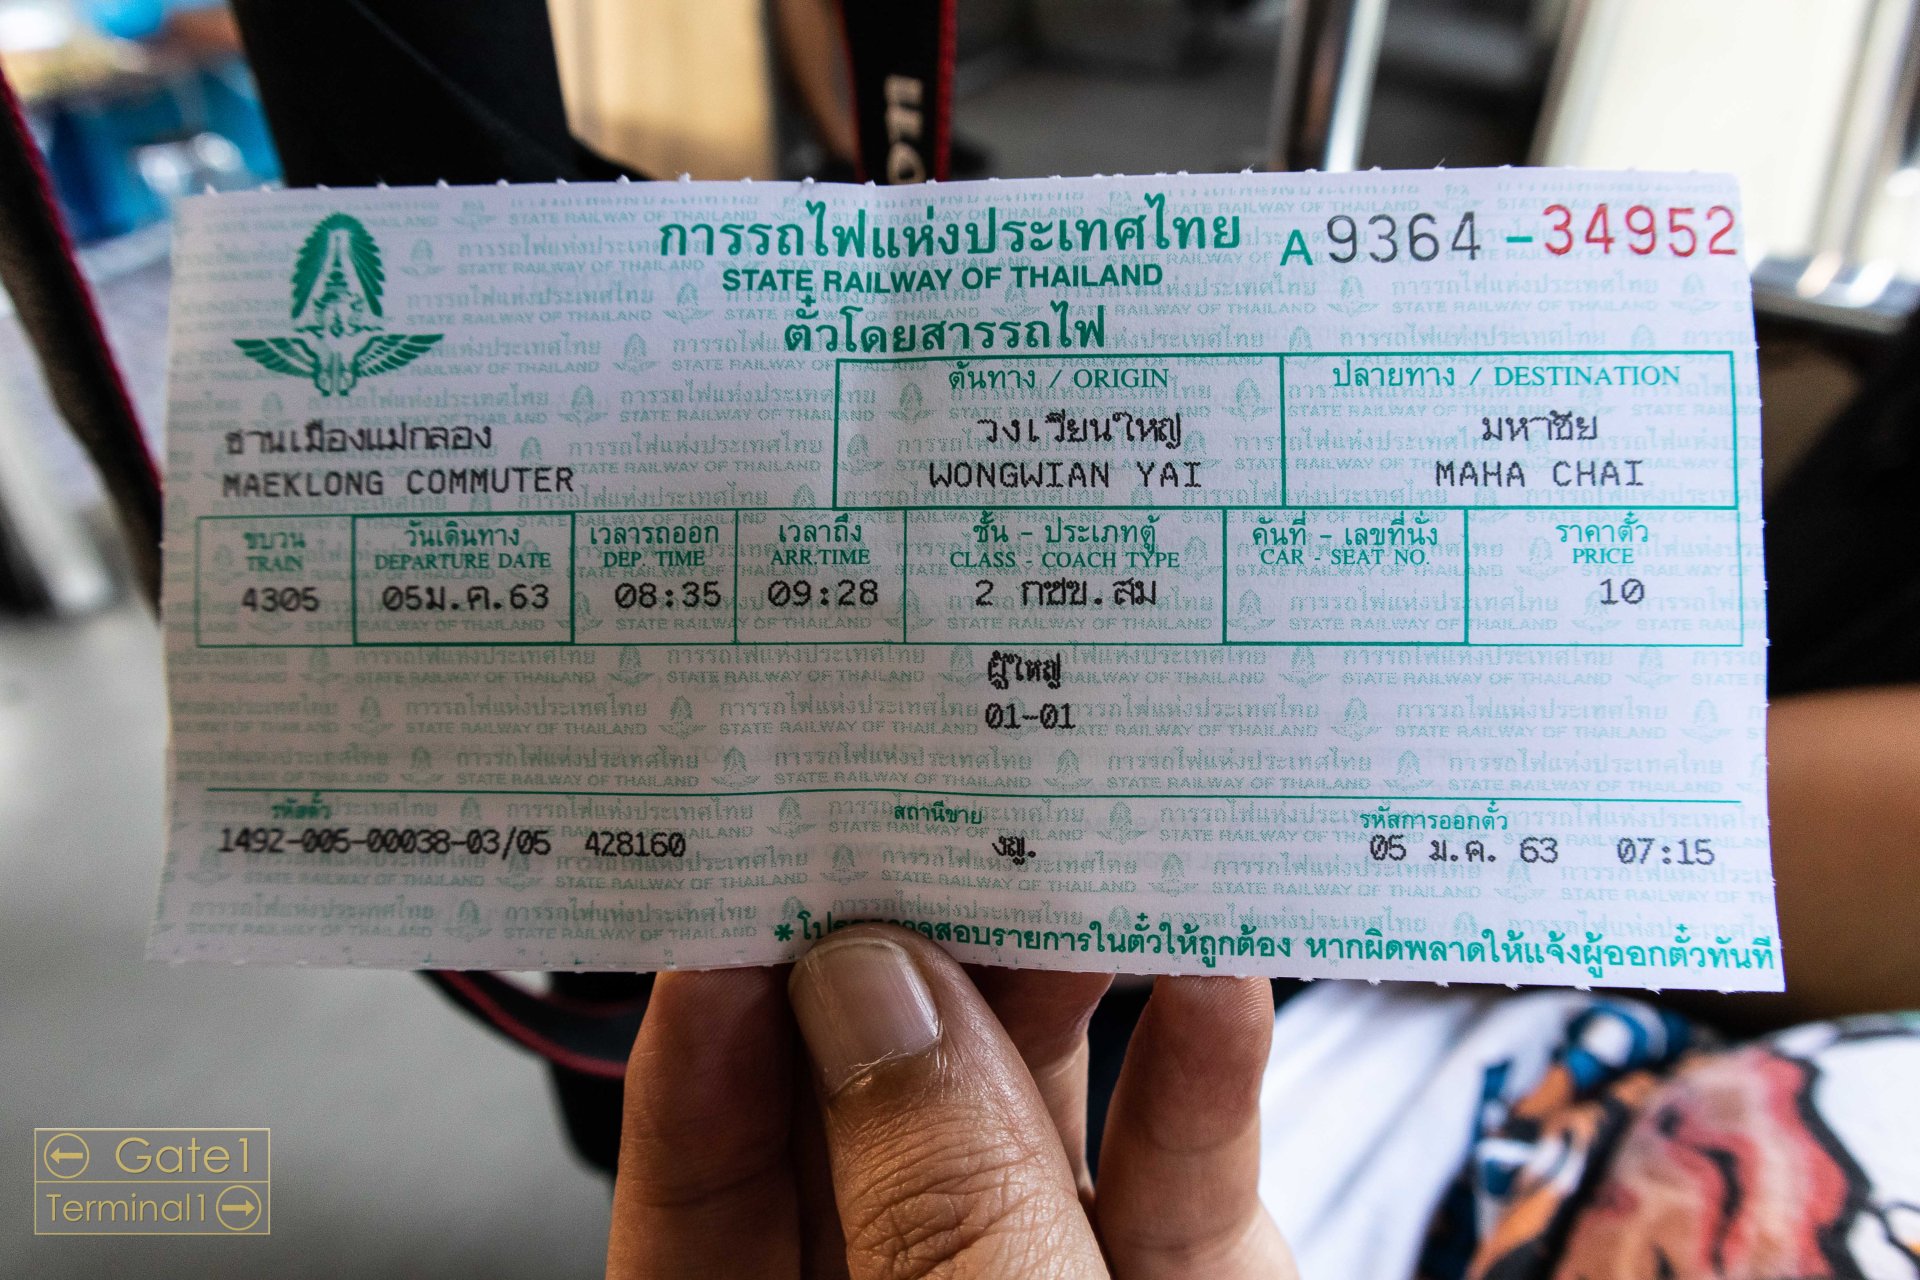 การรถไฟแห่งประเทศไทย A 9364 -34952
STATE RAILWAY OF THAILAND
ตั๋วโดยสารรถไฟ
ต้นทาง / ORIGIN ปลายทาง / DESTINATION
ธานเมืองแม่กลอง วงเวียนใหญ่ มหาชัย
MAEKLONG COMMUTER WONGWIAN YAI MAHA CHAI
ขบวน วันเดินทาง เวลารถออก เวลาถึง ชั้น - ประเภทตู้ คันที่ - เลขที่นั่ง ราคาตั๋ว
TRAIN DEPARTURE DATE DEP. TIME ARR.TIME CLASS - COACH TYPE CAR - SEAT NO. PRICE
4305 05ม.ค.63 08:35 09:28 2 กซข.สม 10
ผู้ใหญ่
01-01
รหัสตั๋ว สถานีขาย รหัสการออกตั๋ว
1492-005-00038-03/05 428160 งญ. 05 ม.ค. 63 07:15
สอบรายการในตั๋วให้ถูกต้อง หากผิดพลาดให้แจ้งผู้ออกตั๋วทันที
Gate1
Terminal1